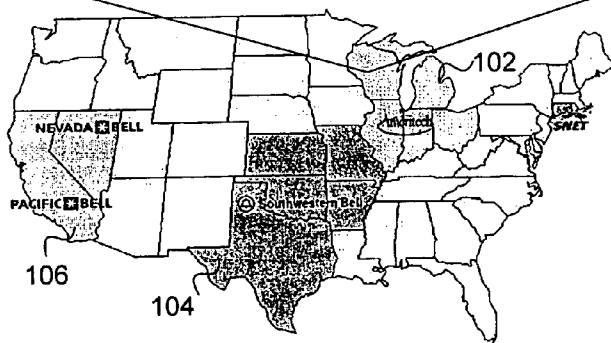 102
Ameritech
NEVADA BELL
SNET
PACIFIC BELL
Southwestern Bell
106
104